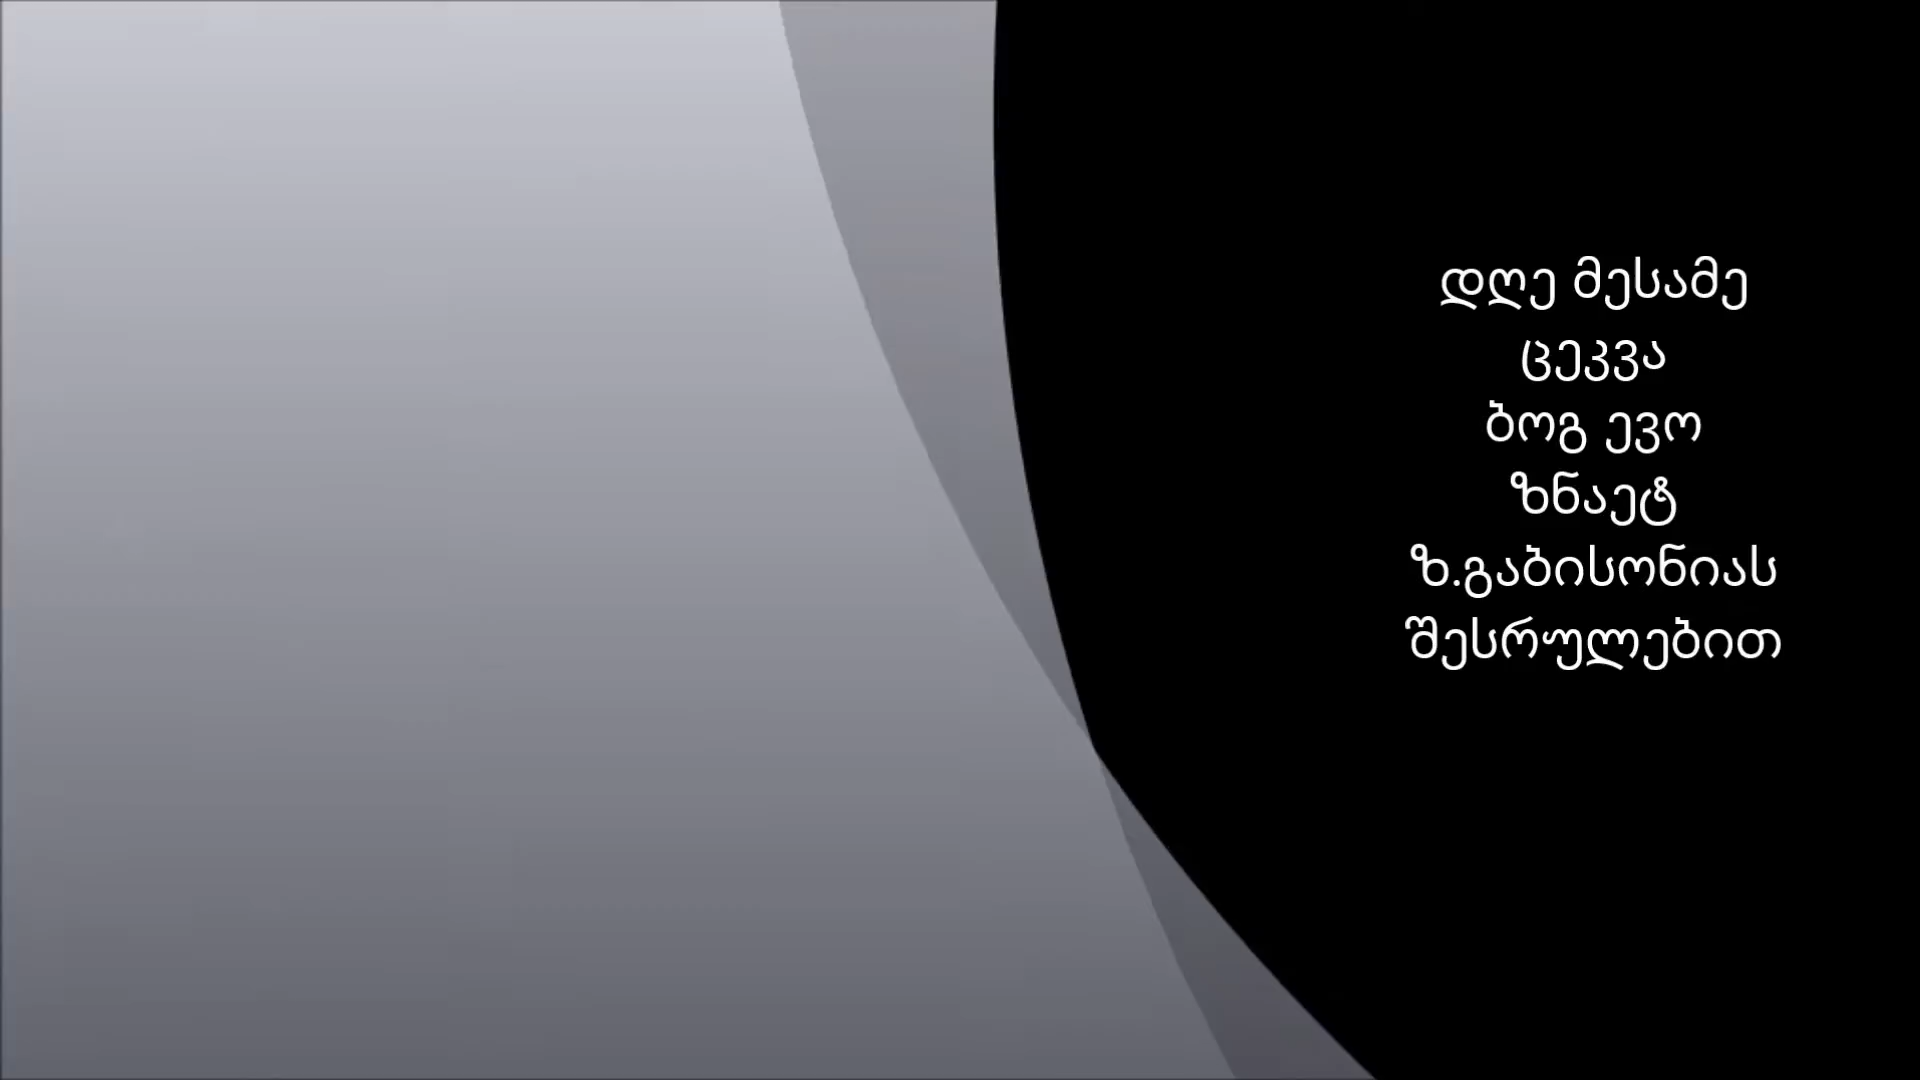 დღე მესამე
ცეკვა
ბოგ ევო
ზნაეტ
ზ.გაბისონიას
შესრულებით